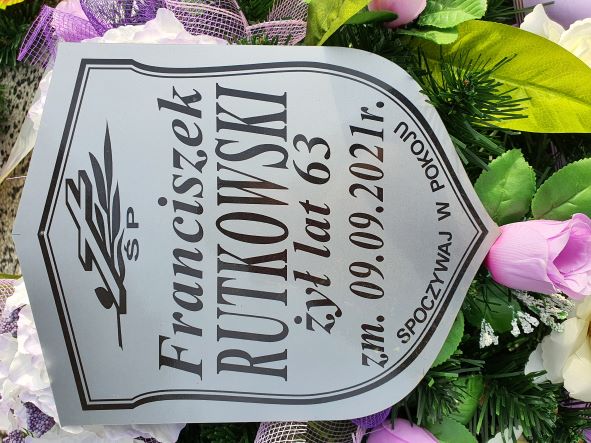 ŚP
Franciszek
RUTKOWSKI
żył lat 63
zm. 09.09.2021r.
SPOCZYWAJ W POKOJU